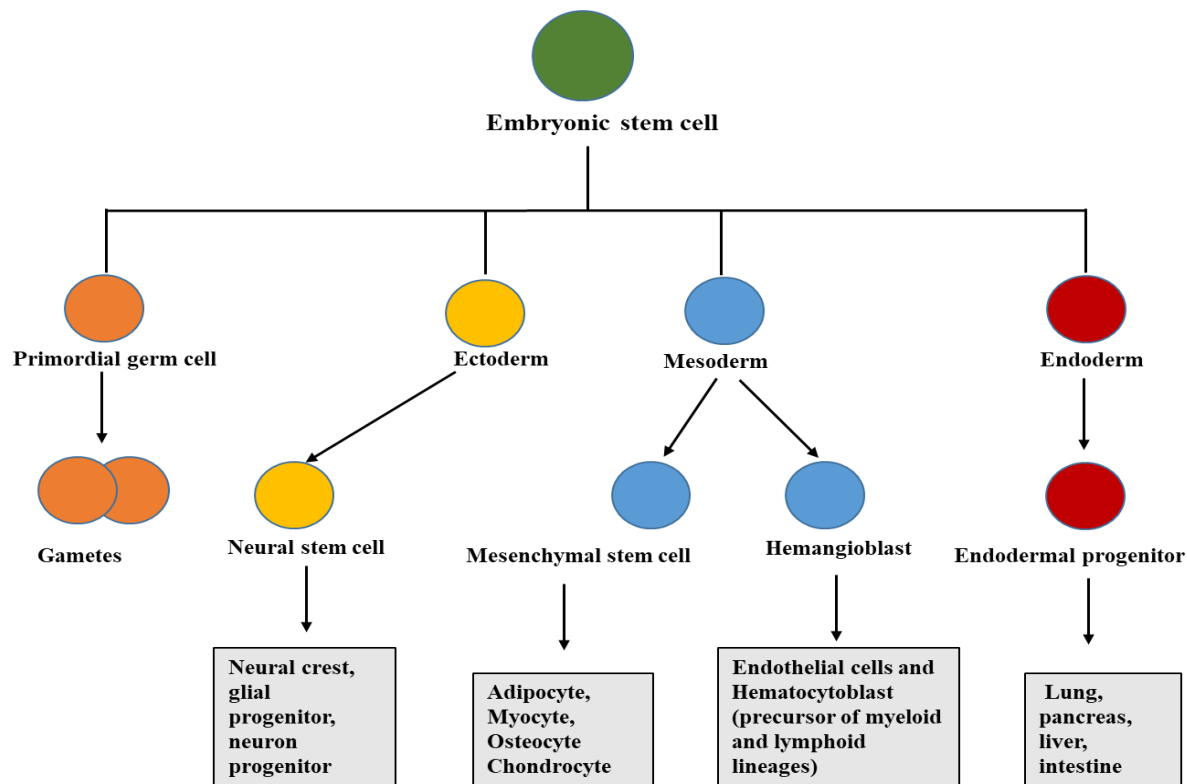 Embryonic stem cell
Primordial germ cell
Ectoderm
Mesoderm
Endoderm
Gametes
Neural stem cell
Mesenchymal stem cell
Hemangioblast
Endodermal progenitor
Neural crest,
glial
progenitor,
neuron
progenitor
Adipocyte,
Myocyte,
Osteocyte
Chondrocyte
Endothelial cells and
Hematocytoblast
(precursor of myeloid
and lymphoid
lineages)
Lung,
pancreas,
liver,
intestine